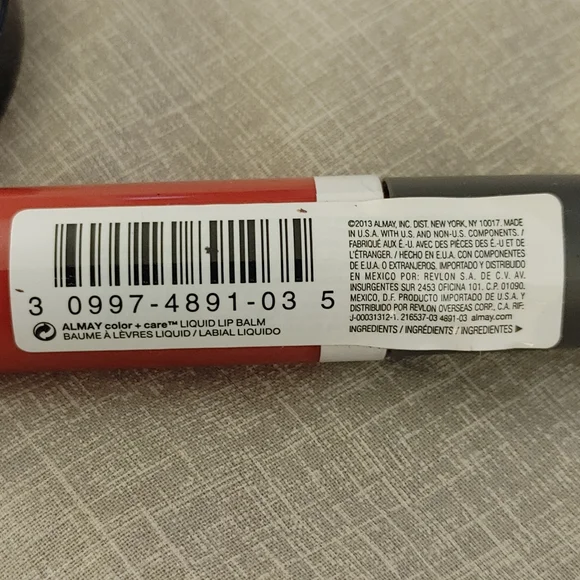 3 0997-4891-03 5
ALMAY color + care™ LIQUID LIP BALM
BAUME À LÈVRES LIQUIDE / LABIAL LIQUIDO
©2013 ALMAY, INC. DIST. NEW YORK, NY 10017. MADE
IN U.S.A. WITH U.S. AND NON-U.S. COMPONENTS. /
FABRIQUÉ AUX É.-U. AVEC DES PIÈCES DES É-U ET DE
L'ÉTRANGER. / HECHO EN E.U.A. CON COMPONENTES
DE E.U.A. O EXTRANJEROS. IMPORTADO Y DISTRIBUIDO
EN MEXICO POR: REVLON S.A. DE C.V. AV.
INSURGENTES SUR 2453 OFICINA 101. C.P. 01090.
MEXICO, D.F. PRODUCTO IMPORTADO DE U.S.A. Y
DISTRIBUIDO POR REVLON OVERSEAS CORP., C.A. RIF:
J-00031312-1. 216537-03 4891-03 almay.com
INGREDIENTS / INGRÉDIENTS / INGREDIENTES ▶